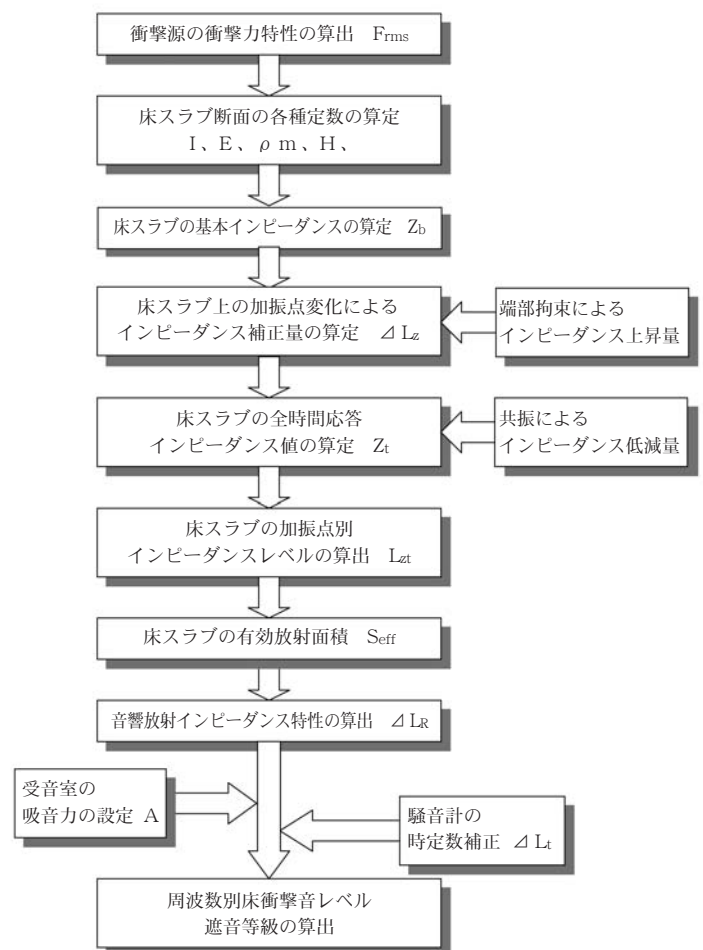 衝撃源の衝撃力特性の算出　Frms
床スラブ断面の各種定数の算定
I、E、ρm、H、
床スラブの基本インピーダンスの算定　Zb
床スラブ上の加振点変化による
インピーダンス補正量の算定　⊿Lz
端部拘束による
インピーダンス上昇量
床スラブの全時間応答
インピーダンス値の算定　Zt
共振による
インピーダンス低減量
床スラブの加振点別
インピーダンスレベルの算出　Lzt
床スラブの有効放射面積　Seff
音響放射インピーダンス特性の算出　⊿LR
受音室の
吸音力の設定 A
騒音計の
時定数補正　⊿Lt
周波数別床衝撃音レベル
遮音等級の算出